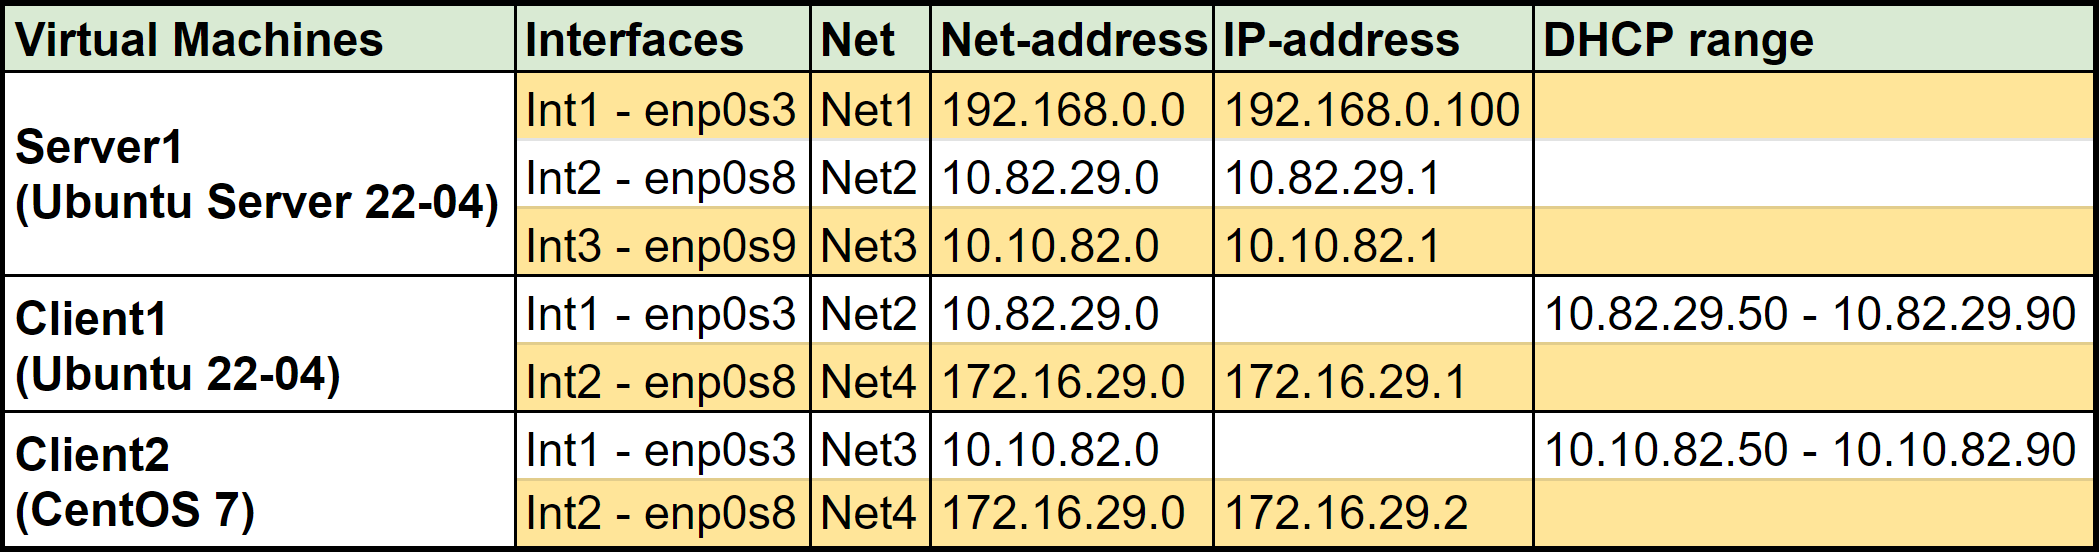 Virtual Machines Interfaces Net Net-address IP-address DHCP range
Server1
(Ubuntu Server 22-04)
Int1 - enp0s3 Net1 192.168.0.0 192.168.0.100
Int2 - enp0s8 Net2 10.82.29.0 10.82.29.1
Int3 - enp0s9 Net3 10.10.82.0 10.10.82.1
Client1
(Ubuntu 22-04)
Int1 - enp0s3 Net2 10.82.29.0 10.82.29.50 - 10.82.29.90
Int2 - enp0s8 Net4 172.16.29.0 172.16.29.1
Client2
(CentOS 7)
Int1 - enp0s3 Net3 10.10.82.0 10.10.82.50 - 10.10.82.90
Int2 - enp0s8 Net4 172.16.29.0 172.16.29.2